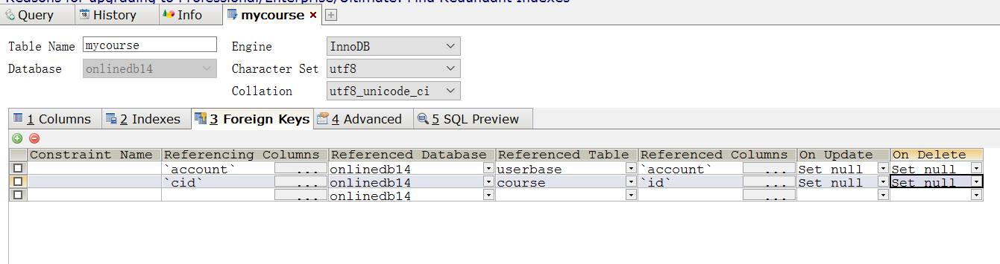 Reasons for upgrading to Professional/Enterprise/Ultimate: Find Redundant Indexes
Query History Info mycourse
Table Name mycourse Engine InnoDB
Database onlinedb14 Character Set utf8
Collation utf8_unicode_ci
1 Columns 2 Indexes 3 Foreign Keys 4 Advanced 5 SQL Preview
Constraint Name Referencing Columns Referenced Database Referenced Table Referenced Columns On Update On Delete
`account` ... onlinedb14 userbase `account` ... Set null Set null
`cid` ... onlinedb14 course `id` ... Set null Set null
... onlinedb14 ...